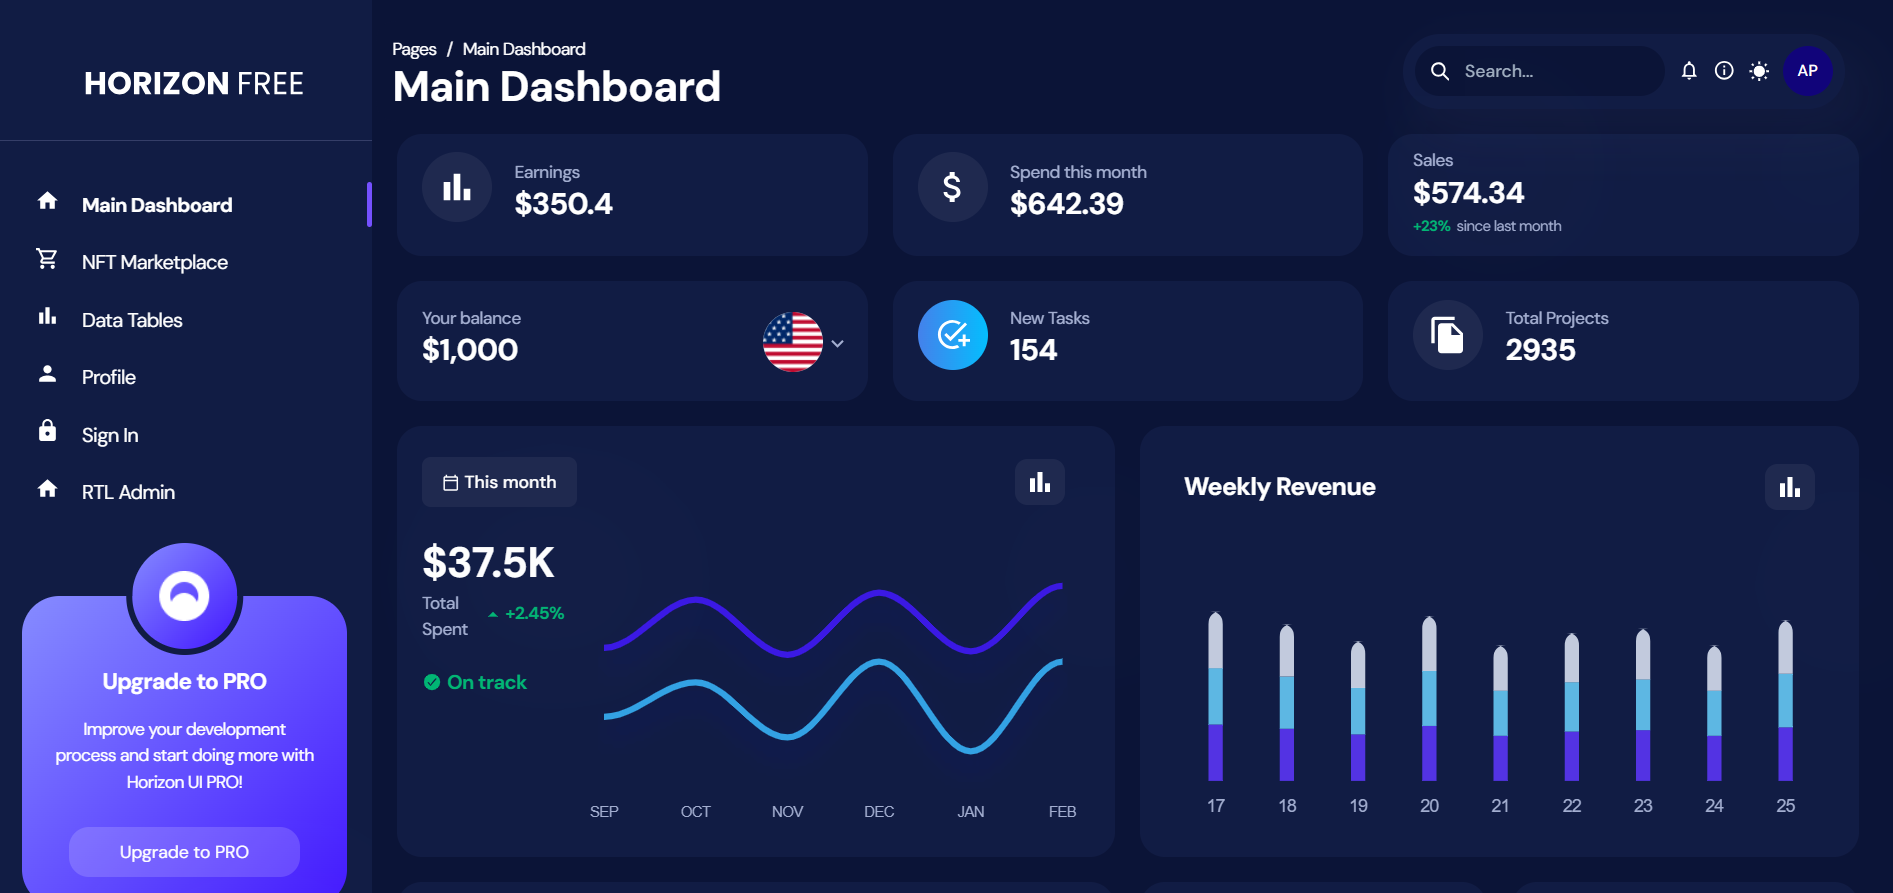 HORIZON FREE
Main Dashboard
NFT Marketplace
Data Tables
Profile
Sign In
RTL Admin
Upgrade to PRO
Improve your development
process and start doing more with
Horizon UI PRO!
Upgrade to PRO
Pages / Main Dashboard
Main Dashboard
Search...
AP
Earnings
$350.4
Spend this month
$642.39
Sales
$574.34
+23% since last month
Your balance
$1,000
New Tasks
154
Total Projects
2935
This month
$37.5K
Total
Spent
+2.45%
On track
SEP OCT NOV DEC JAN FEB
Weekly Revenue
17 18 19 20 21 22 23 24 25